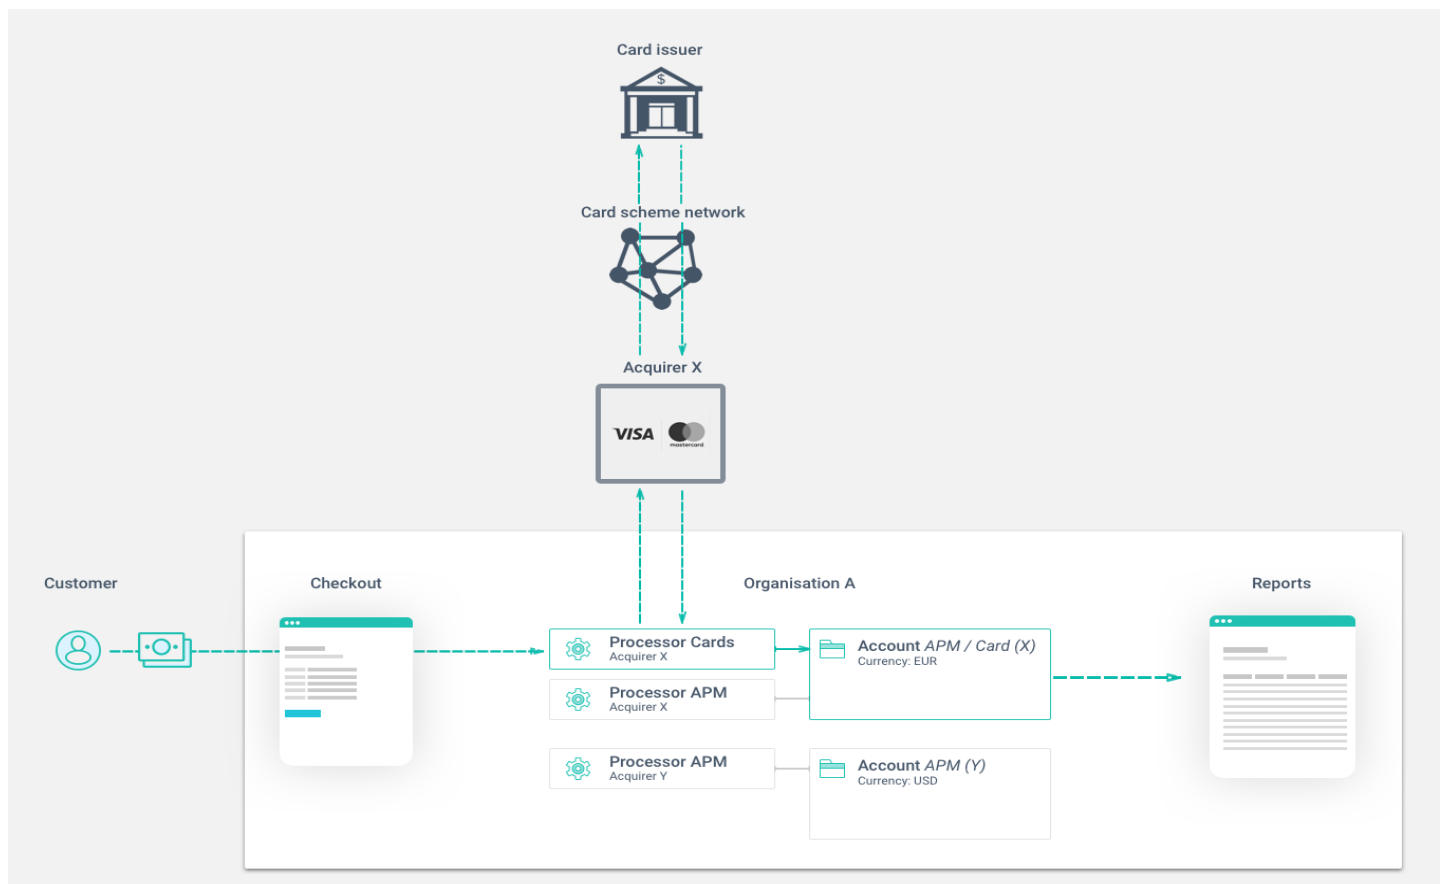 Card issuer
$
Card scheme network
Acquirer X
VISA
mastercard
Customer
Checkout
Organisation A
Reports
Processor Cards
Acquirer X
Account APM / Card (X)
Currency: EUR
Processor APM
Acquirer X
Processor APM
Acquirer Y
Account APM (Y)
Currency: USD